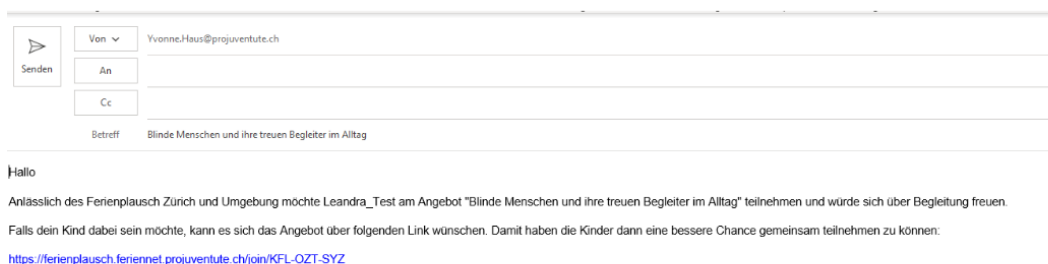 Von
Yvonne.Haus@projuventute.ch
Senden
An
Cc
Betreff
Blinde Menschen und ihre treuen Begleiter im Alltag
Hallo
Anlässlich des Ferienplausch Zürich und Umgebung möchte Leandra_Test am Angebot "Blinde Menschen und ihre treuen Begleiter im Alltag" teilnehmen und würde sich über Begleitung freuen.
Falls dein Kind dabei sein möchte, kann es sich das Angebot über folgenden Link wünschen. Damit haben die Kinder dann eine bessere Chance gemeinsam teilnehmen zu können:
https://ferienplausch.feriennet.projuventute.ch/join/KFL-OZT-SYZ